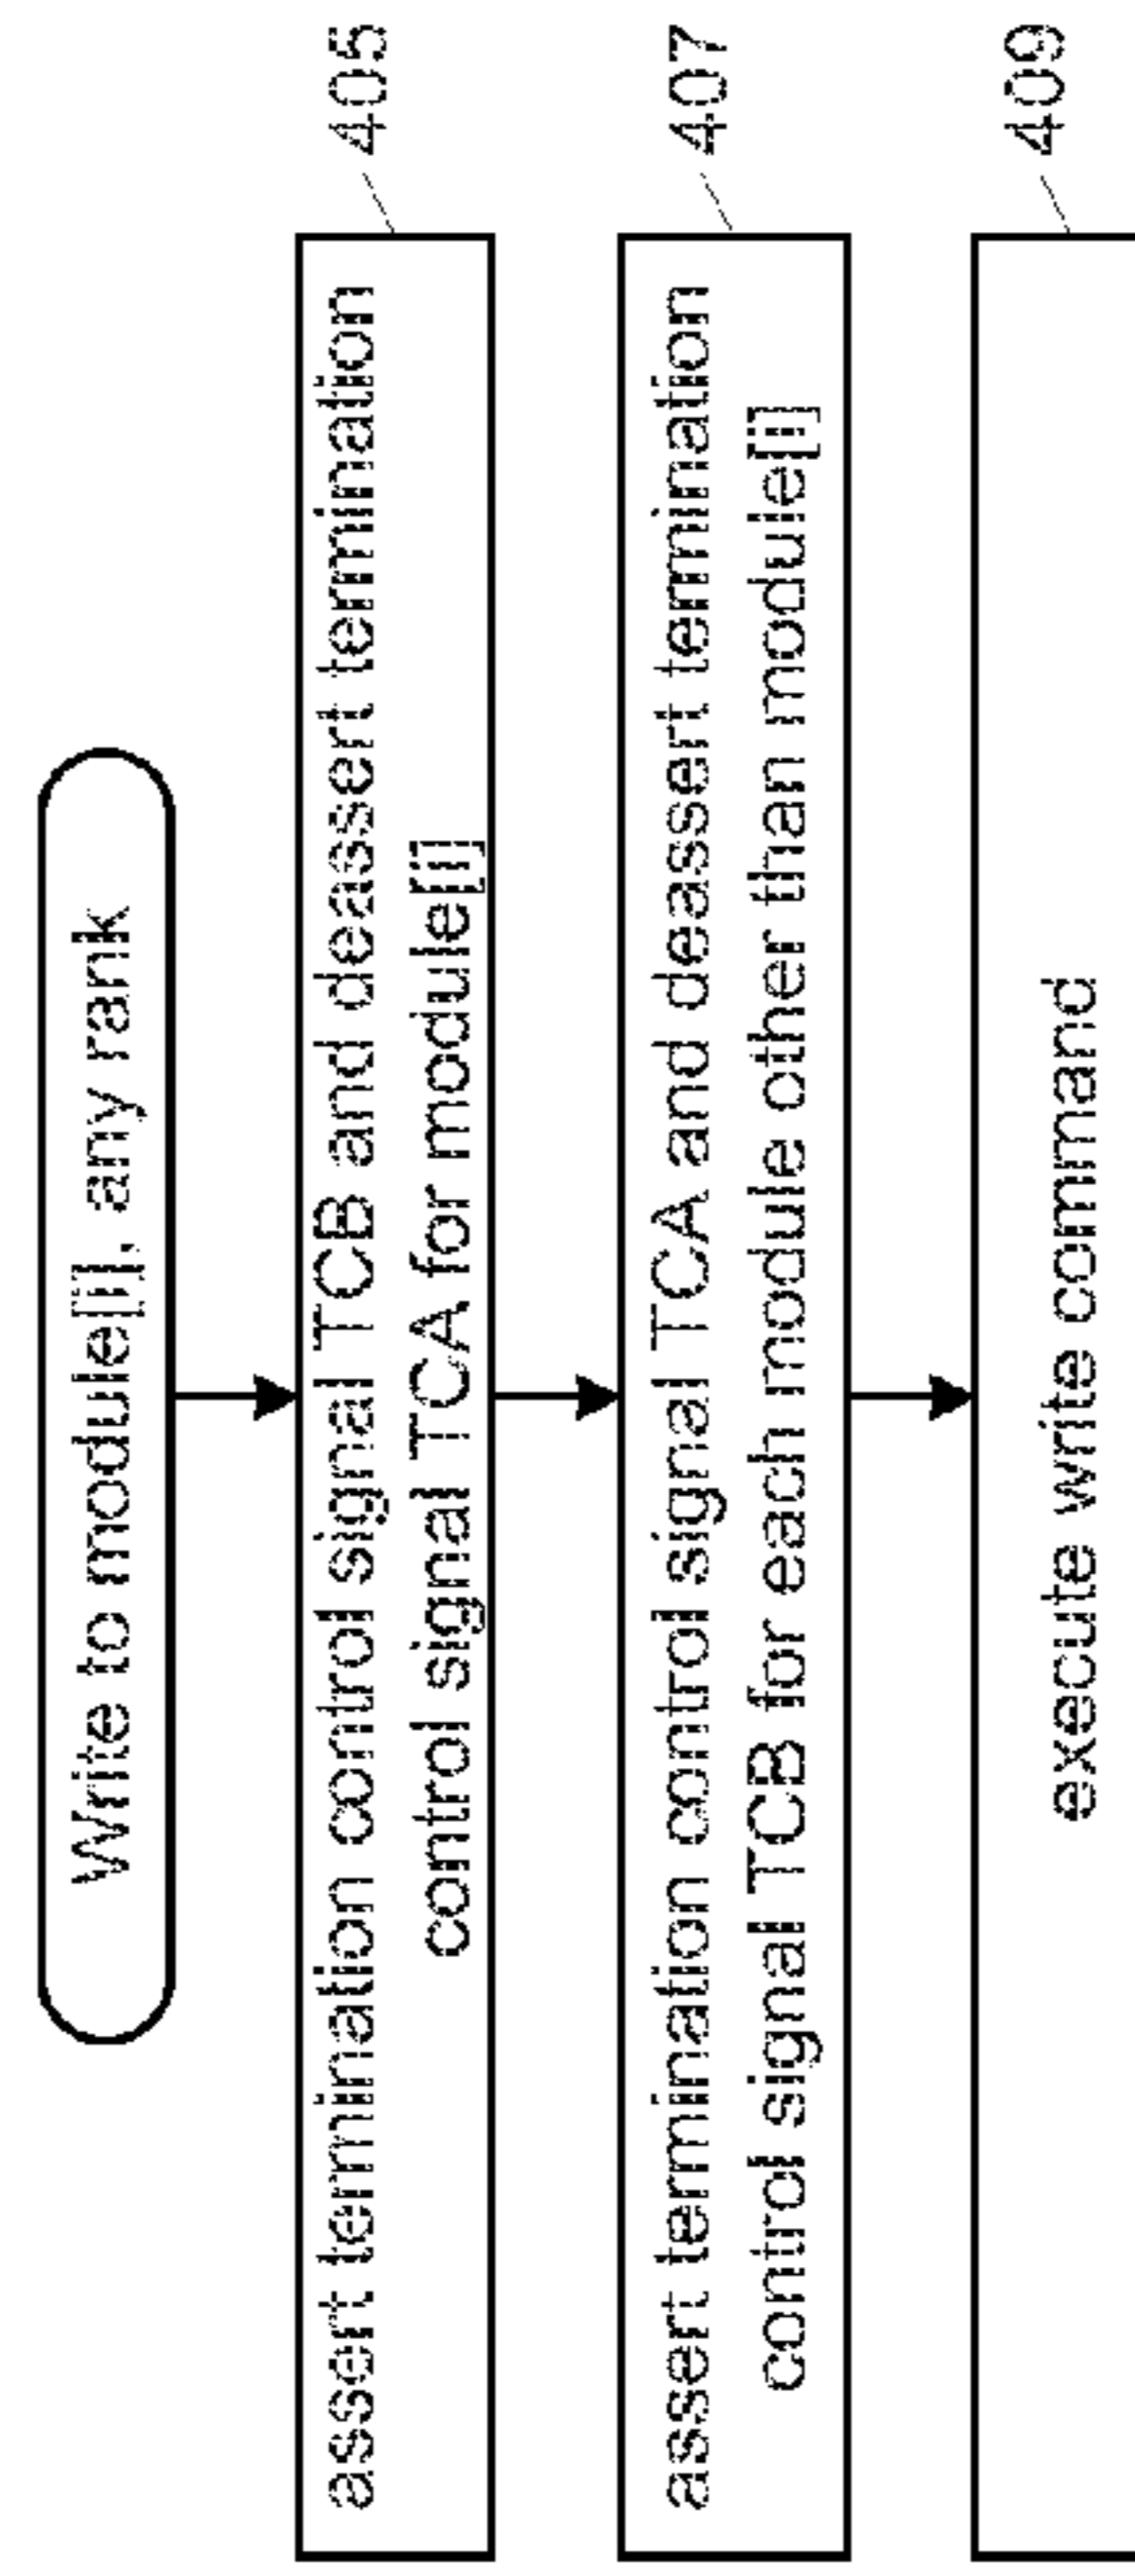 Write to module[i], any rank
assert termination control signal TCB and deassert termination
control signal TCA for module[i]
405
assert termination control signal TCA and deassert termination
control signal TCB for each module other than module[i]
407
execute write command
409